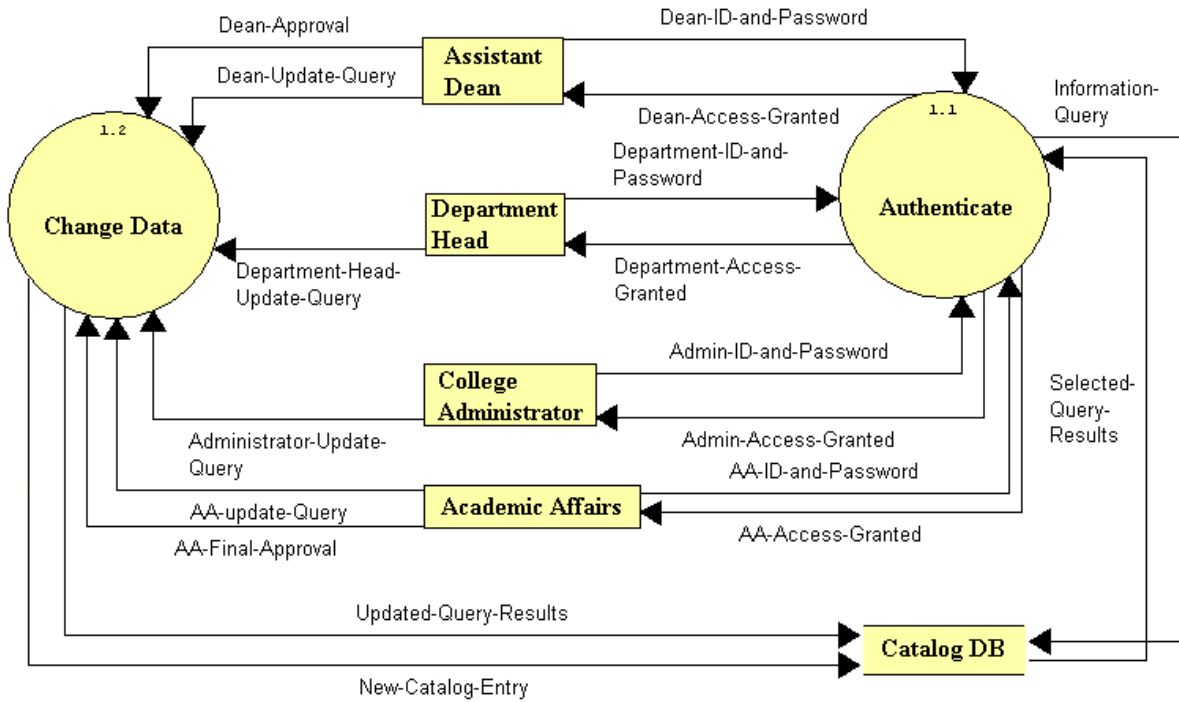 Dean-ID-and-Password
Dean-Approval
Assistant
Dean
Dean-Update-Query
Information-
Query
1.1
Dean-Access-Granted
1.2
Department-ID-and-
Password
Change Data
Department
Head
Authenticate
Department-Head-
Update-Query
Department-Access-
Granted
Admin-ID-and-Password
College
Administrator
Selected-
Query-
Results
Administrator-Update-
Query
Admin-Access-Granted
AA-ID-and-Password
Academic Affairs
AA-update-Query
AA-Access-Granted
AA-Final-Approval
Updated-Query-Results
Catalog DB
New-Catalog-Entry